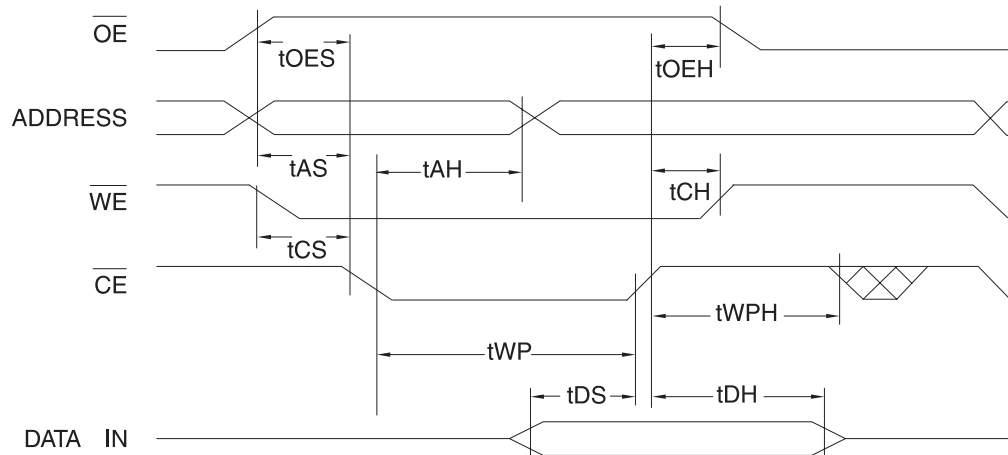 OE
tOES
tOEH
ADDRESS
tAS
tAH
tCH
WE
tCS
CE
tWPH
tWP
tDS
tDH
DATA IN